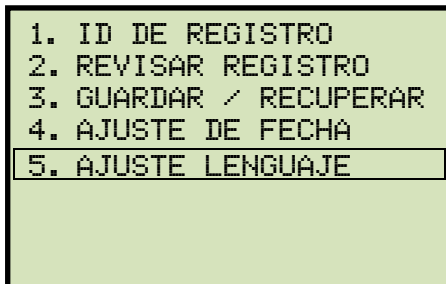 1. ID DE REGISTRO
2. REVISAR REGISTRO
3. GUARDAR / RECUPERAR
4. AJUSTE DE FECHA
5. AJUSTE LENGUAJE